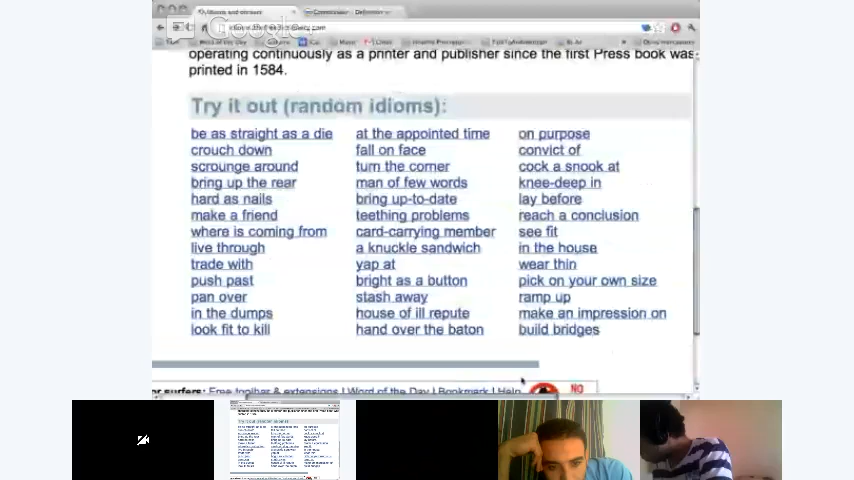 Google
operating continuously as a printer and publisher since the first Press book was
printed in 1584.
Try it out (random idioms):
be as straight as a die at the appointed time on purpose
crouch down fall on face convict of
scrounge around turn the corner cock a snook at
bring up the rear man of few words knee-deep in
hard as nails bring up-to-date lay before
make a friend teething problems reach a conclusion
where is coming from card-carrying member see fit
live through a knuckle sandwich in the house
trade with yap at wear thin
push past bright as a button pick on your own size
pan over stash away ramp up
in the dumps house of ill repute make an impression on
look fit to kill hand over the baton build bridges
surfers: Free toolbar & extensions | Word of the Day | Bookmark | Help
NO